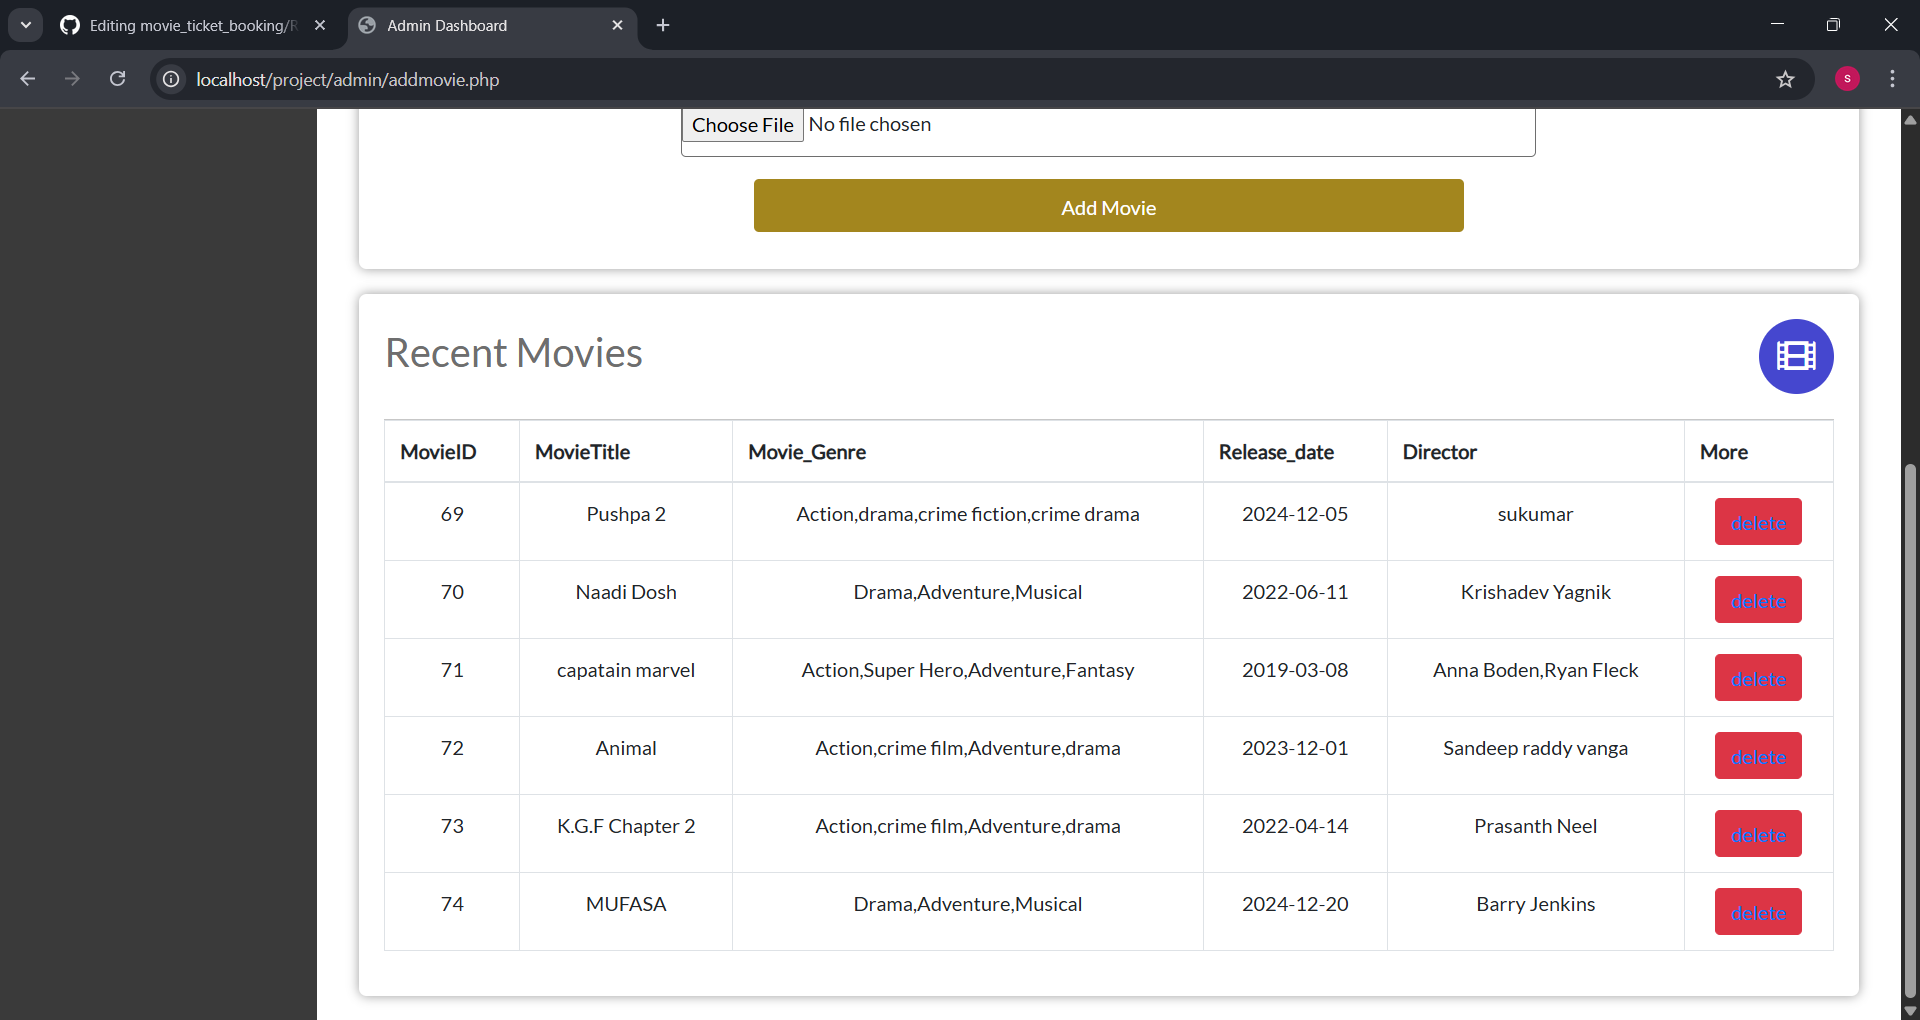 Editing movie_ticket_booking/R
Admin Dashboard
localhost/project/admin/addmovie.php
s
Choose File No file chosen
Add Movie
Recent Movies
MovieID MovieTitle Movie_Genre Release_date Director More
69 Pushpa 2 Action,drama,crime fiction,crime drama 2024-12-05 sukumar delete
70 Naadi Dosh Drama,Adventure,Musical 2022-06-11 Krishadev Yagnik delete
71 capatain marvel Action,Super Hero,Adventure,Fantasy 2019-03-08 Anna Boden,Ryan Fleck delete
72 Animal Action,crime film,Adventure,drama 2023-12-01 Sandeep raddy vanga delete
73 K.G.F Chapter 2 Action,crime film,Adventure,drama 2022-04-14 Prasanth Neel delete
74 MUFASA Drama,Adventure,Musical 2024-12-20 Barry Jenkins delete